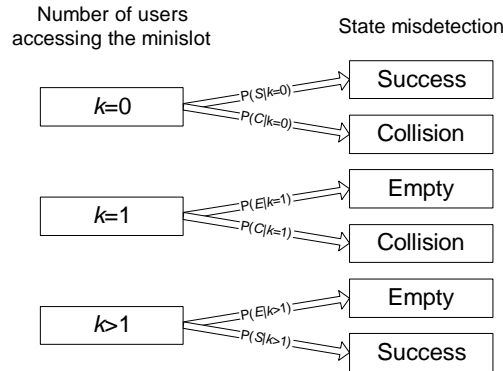 Number of users
accessing the minislot
State misdetection
k=0
P(S|k=0)
Success
P(C|k=0)
Collision
k=1
P(E|k=1)
Empty
P(C|k=1)
Collision
k>1
P(E|k>1)
Empty
P(S|k>1)
Success